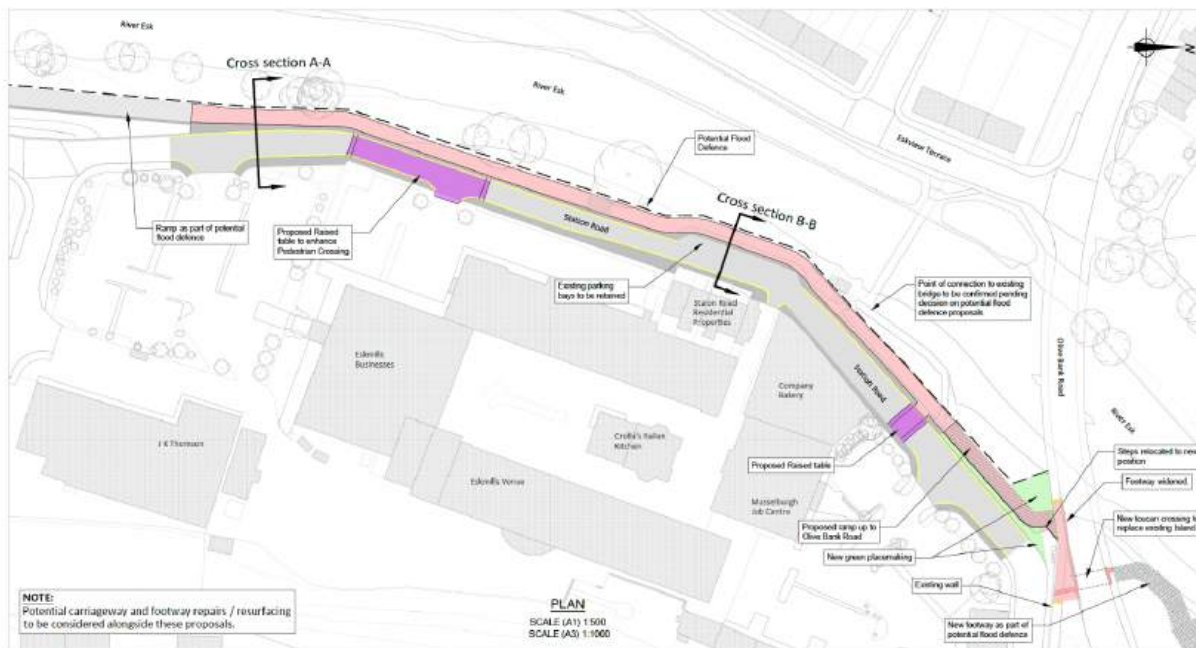 River Esk
Cross section A-A
River Esk
N
Eskview Terrace
Potential Flood
Defence
Cross section B-B
Ramp as part of potential
flood defence
Proposed Raised
table to enhance
Pedestrian Crossing
Station Road
Existing parking
bays to be retained
Station Road
Residential
Properties
Point of connection to existing
bridge to be confirmed pending
decision on potential flood
defence proposals
Olive Bank Road
River Esk
Eskmills
Businesses
Company
Bakery
Station Road
J K Thomson
Crolla's Italian
Kitchen
Eskmills Venue
Proposed Raised table
Musselburgh
Job Centre
Steps relocated to new
position
Footway widened.
New toucan crossing to
replace existing island
Proposed ramp up to
Olive Bank Road
New green placemaking
Existing wall
New footway as part of
potential flood defence
NOTE:
Potential carriageway and footway repairs / resurfacing
to be considered alongside these proposals.
PLAN
SCALE (A1) 1:500
SCALE (A3) 1:1000